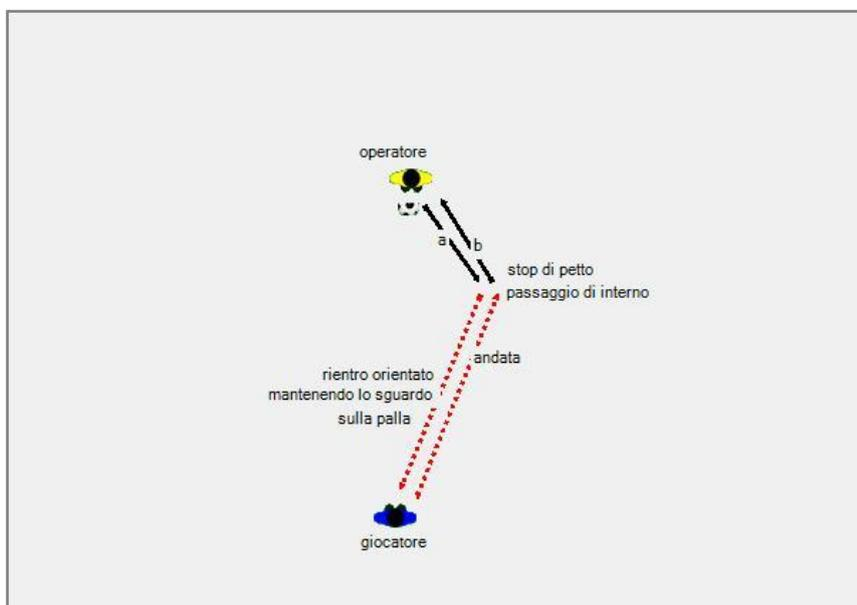 operatore
a
b
stop di petto
passaggio di interno
andata
rientro orientato
mantenendo lo sguardo
sulla palla
giocatore